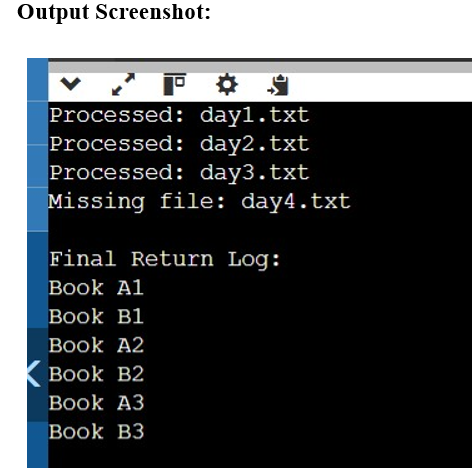 Output Screenshot:
Processed: day1.txt
Processed: day2.txt
Processed: day3.txt
Missing file: day4.txt
Final Return Log:
Book A1
Book B1
Book A2
Book B2
Book A3
Book B3